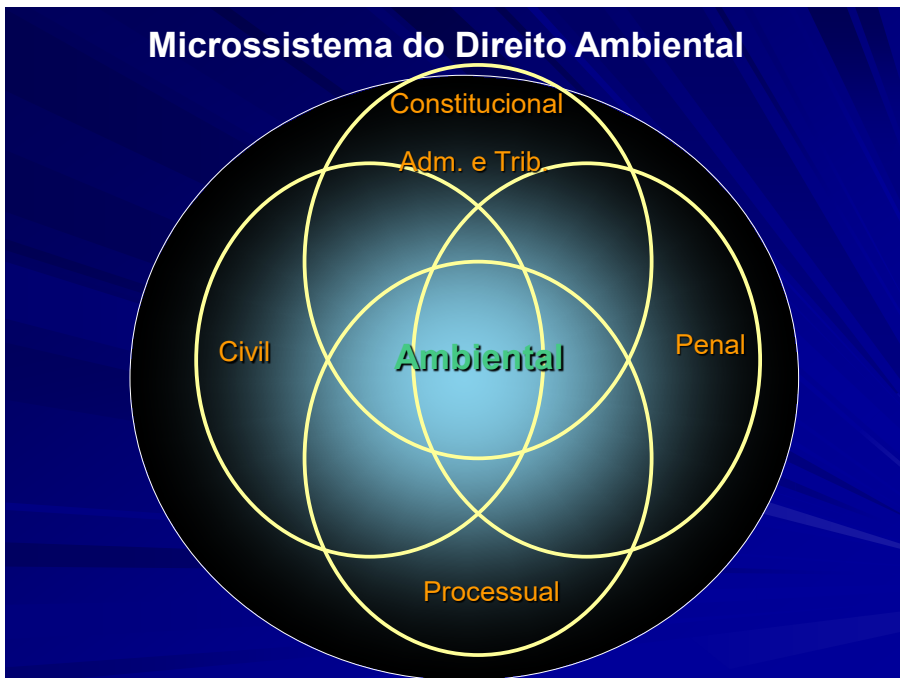 Microssistema do Direito Ambiental
Constitucional
Adm. e Trib.
Civil
Ambiental
Penal
Processual